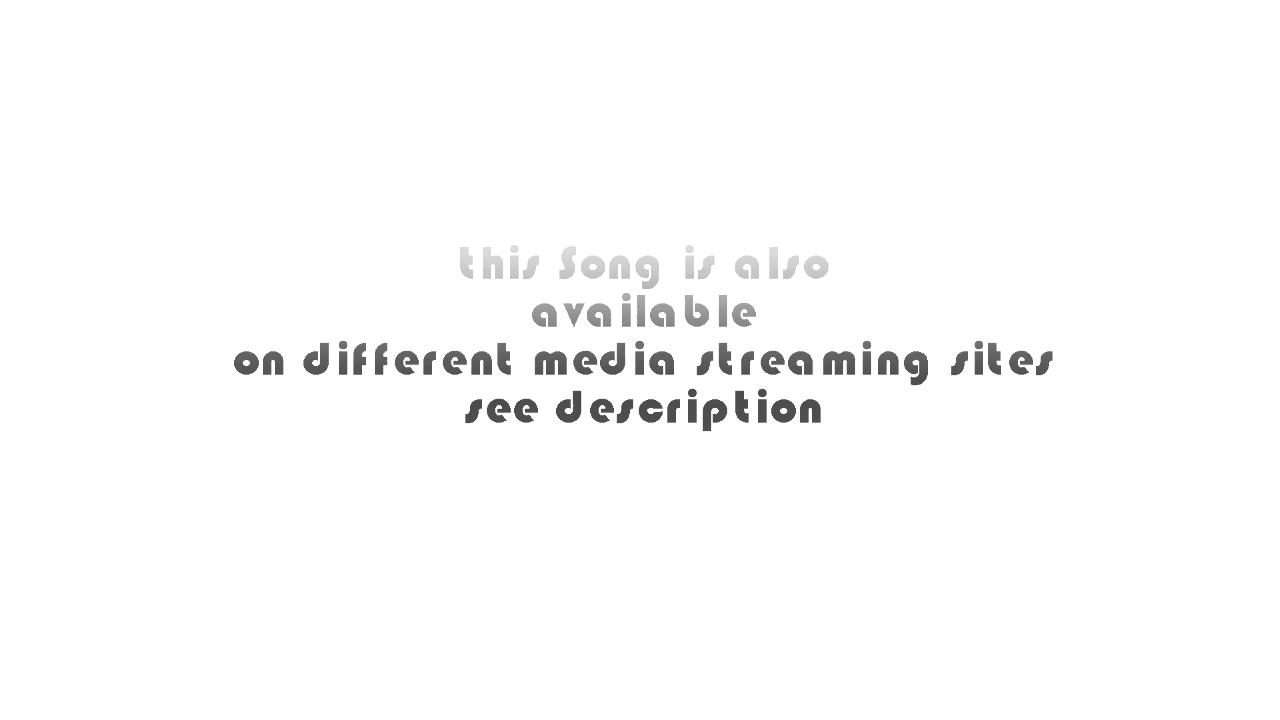 this Song is also
available
on different media streaming sites
see description